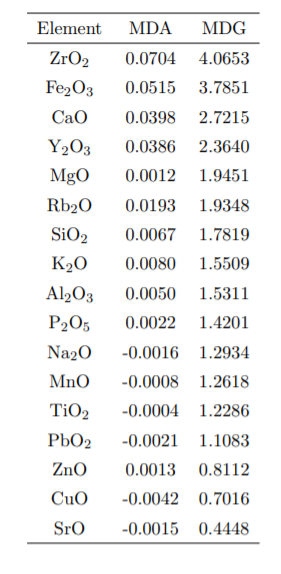 Element MDA MDG
ZrO₂ 0.0704 4.0653
Fe₂O₃ 0.0515 3.7851
CaO 0.0398 2.7215
Y₂O₃ 0.0386 2.3640
MgO 0.0012 1.9451
Rb₂O 0.0193 1.9348
SiO₂ 0.0067 1.7819
K₂O 0.0080 1.5509
Al₂O₃ 0.0050 1.5311
P₂O₅ 0.0022 1.4201
Na₂O -0.0016 1.2934
MnO -0.0008 1.2618
TiO₂ -0.0004 1.2286
PbO₂ -0.0021 1.1083
ZnO 0.0013 0.8112
CuO -0.0042 0.7016
SrO -0.0015 0.4448